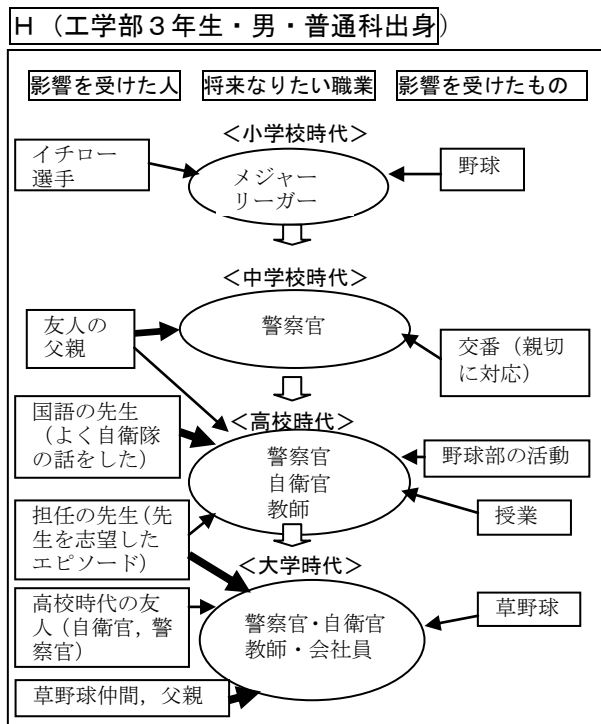 H（工学部３年生・男・普通科出身）
影響を受けた人
将来なりたい職業
影響を受けたもの
＜小学校時代＞
イチロー
選手
メジャー
リーガー
野球
＜中学校時代＞
友人の
父親
警察官
交番（親切
に対応）
国語の先生
（よく自衛隊
の話をした）
＜高校時代＞
警察官
自衛官
教師
野球部の活動
授業
担任の先生（先
生を志望した
エピソード）
＜大学時代＞
高校時代の友
人（自衛官，警
察官）
警察官・自衛官
教師・会社員
草野球
草野球仲間，父親